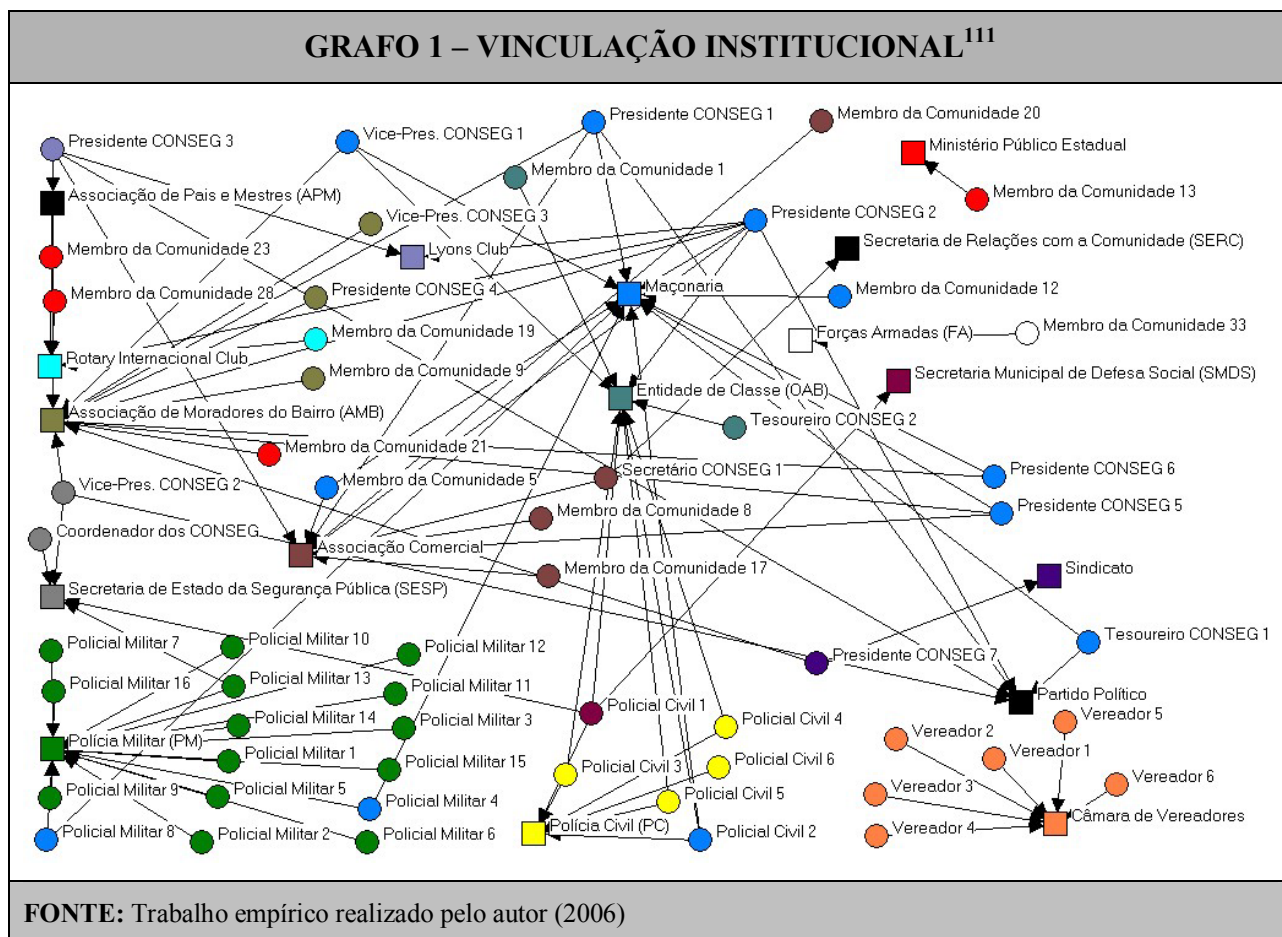 GRAFO 1 – VINCULAÇÃO INSTITUCIONAL111
Presidente CONSEG 3
Vice-Pres. CONSEG 1
Presidente CONSEG 1
Membro da Comunidade 20
Ministério Público Estadual
Membro da Comunidade 1
Membro da Comunidade 13
Associação de Pais e Mestres (APM)
Vice-Pres. CONSEG 3
Presidente CONSEG 2
Membro da Comunidade 23
Lyons Club
Secretaria de Relações com a Comunidade (SERC)
Membro da Comunidade 28
Presidente CONSEG 4
Maçonaria
Membro da Comunidade 12
Membro da Comunidade 19
Forças Armadas (FA)
Membro da Comunidade 33
Rotary Internacional Club
Membro da Comunidade 9
Secretaria Municipal de Defesa Social (SMDS)
Entidade de Classe (OAB)
Associação de Moradores do Bairro (AMB)
Tesoureiro CONSEG 2
Membro da Comunidade 21
Secretário CONSEG 1
Presidente CONSEG 6
Vice-Pres. CONSEG 2
Membro da Comunidade 5
Presidente CONSEG 5
Membro da Comunidade 8
Coordenador dos CONSEG
Associação Comercial
Membro da Comunidade 17
Sindicato
Secretaria de Estado da Segurança Pública (SESP)
Policial Militar 7
Policial Militar 10
Policial Militar 12
Tesoureiro CONSEG 1
Presidente CONSEG 7
Policial Militar 16
Policial Militar 13
Policial Militar 11
Partido Político
Policial Civil 1
Policial Militar 14
Policial Militar 3
Policial Civil 4
Vereador 5
Polícia Militar (PM)
Vereador 2
Vereador 1
Policial Militar 1
Policial Militar 15
Policial Civil 3
Policial Civil 6
Vereador 6
Policial Militar 9
Policial Militar 5
Policial Militar 4
Policial Civil 5
Vereador 3
Policial Militar 8
Policial Militar 2
Policial Militar 6
Polícia Civil (PC)
Policial Civil 2
Vereador 4
Câmara de Vereadores
FONTE: Trabalho empírico realizado pelo autor (2006)